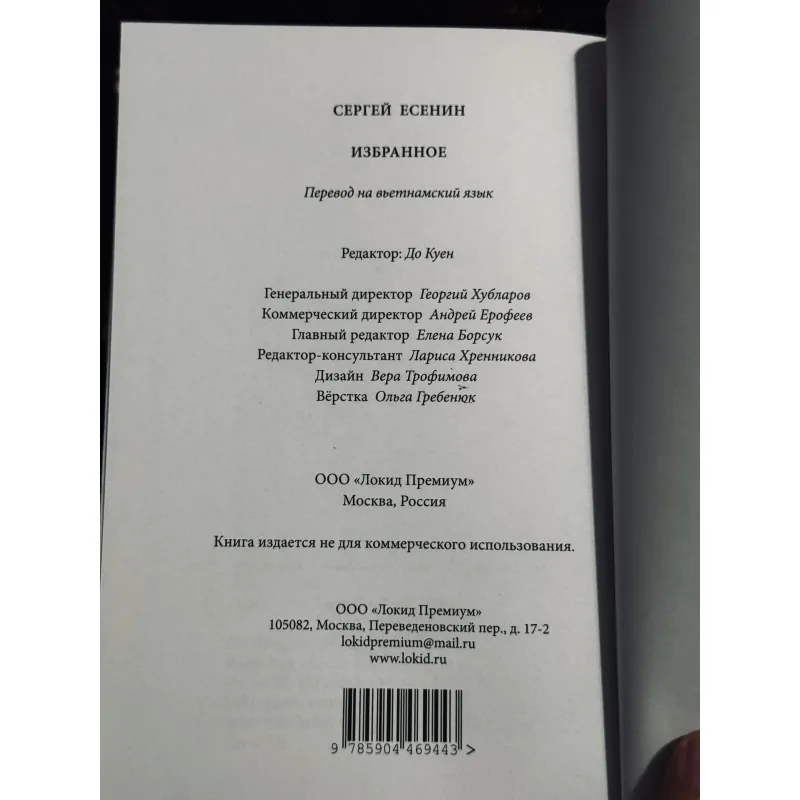 СЕРГЕЙ ЕСЕНИН
ИЗБРАННОЕ
Перевод на вьетнамский язык
Редактор: До Куен
Генеральный директор Георгий Хубларов
Коммерческий директор Андрей Ерофеев
Главный редактор Елена Борсук
Редактор-консультант Лариса Хренникова
Дизайн Вера Трофимова
Вёрстка Ольга Гребенюк
ООО «Локид Премиум»
Москва, Россия
Книга издается не для коммерческого использования.
ООО «Локид Премиум»
105082, Москва, Переведеновский пер., д. 17-2
lokidpremium@mail.ru
www.lokid.ru
9 785904 469443 >